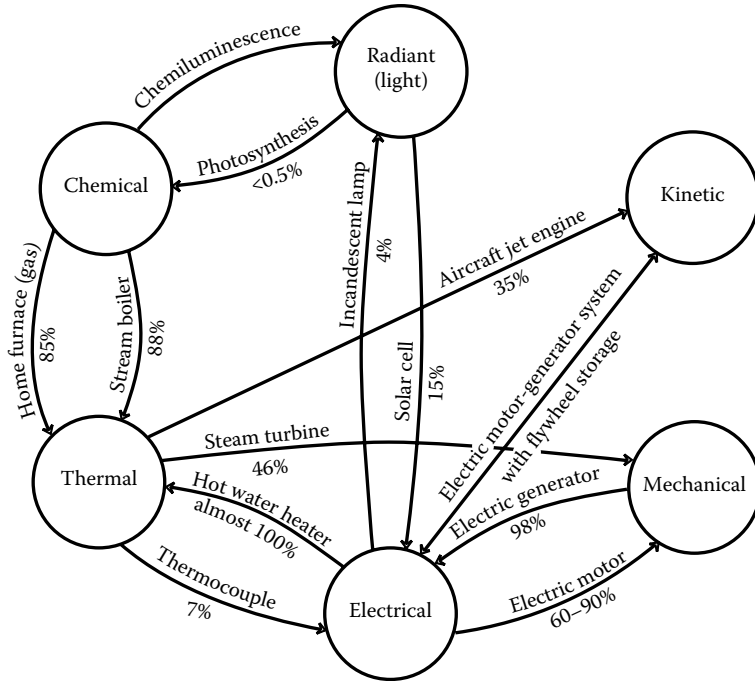 Chemiluminescence
Radiant
(light)
Photosynthesis
<0.5%
Chemical
Kinetic
Incandescent lamp
4%
Aircraft jet engine
35%
Home furnace (gas)
85%
Stream boiler
88%
Solar cell
15%
Electric motor-generator system
with flywheel storage
Steam turbine
46%
Thermal
Mechanical
Hot water heater
almost 100%
Electric generator
98%
Thermocouple
7%
Electrical
Electric motor
60–90%